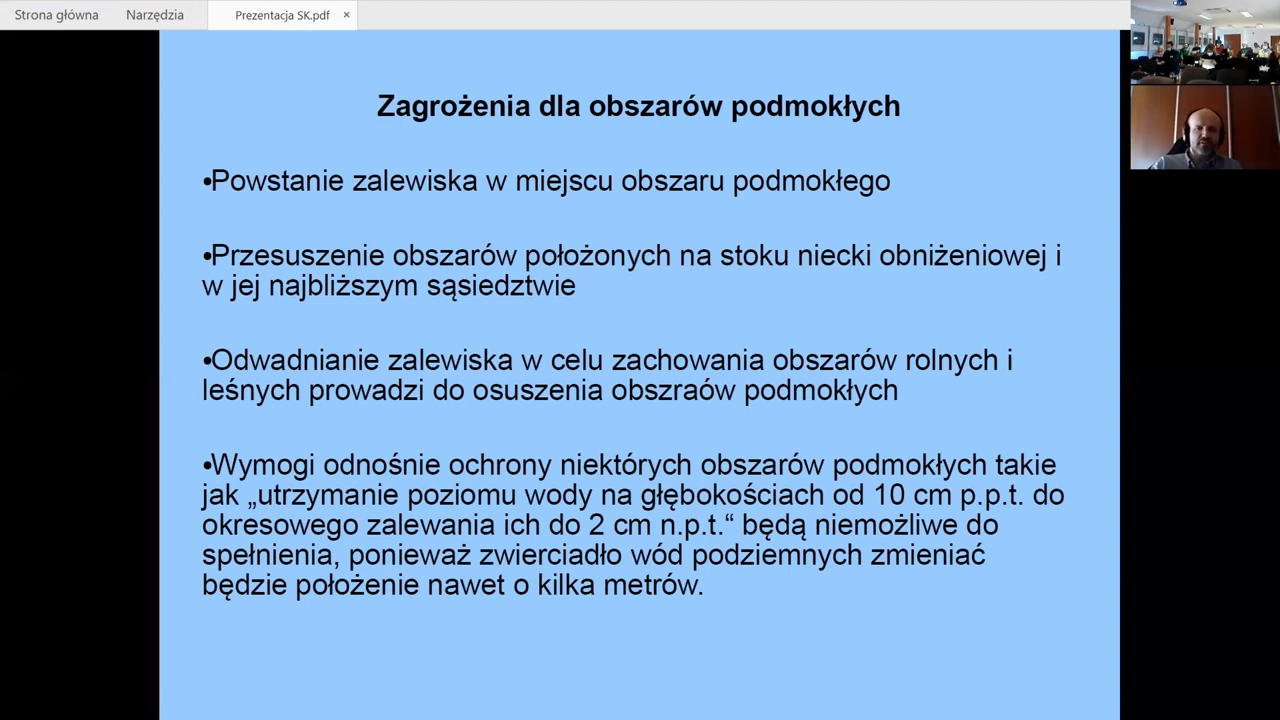 Strona główna
Narzędzia
Prezentacja SK.pdf
×
Zagrożenia dla obszarów podmokłych
•Powstanie zalewiska w miejscu obszaru podmokłego
•Przesuszenie obszarów położonych na stoku niecki obniżeniowej i
w jej najbliższym sąsiedztwie
•Odwadnianie zalewiska w celu zachowania obszarów rolnych i
leśnych prowadzi do osuszenia obszraów podmokłych
•Wymogi odnośnie ochrony niektórych obszarów podmokłych takie
jak „utrzymanie poziomu wody na głębokościach od 10 cm p.p.t. do
okresowego zalewania ich do 2 cm n.p.t.“ będą niemożliwe do
spełnienia, ponieważ zwierciadło wód podziemnych zmieniać
będzie położenie nawet o kilka metrów.